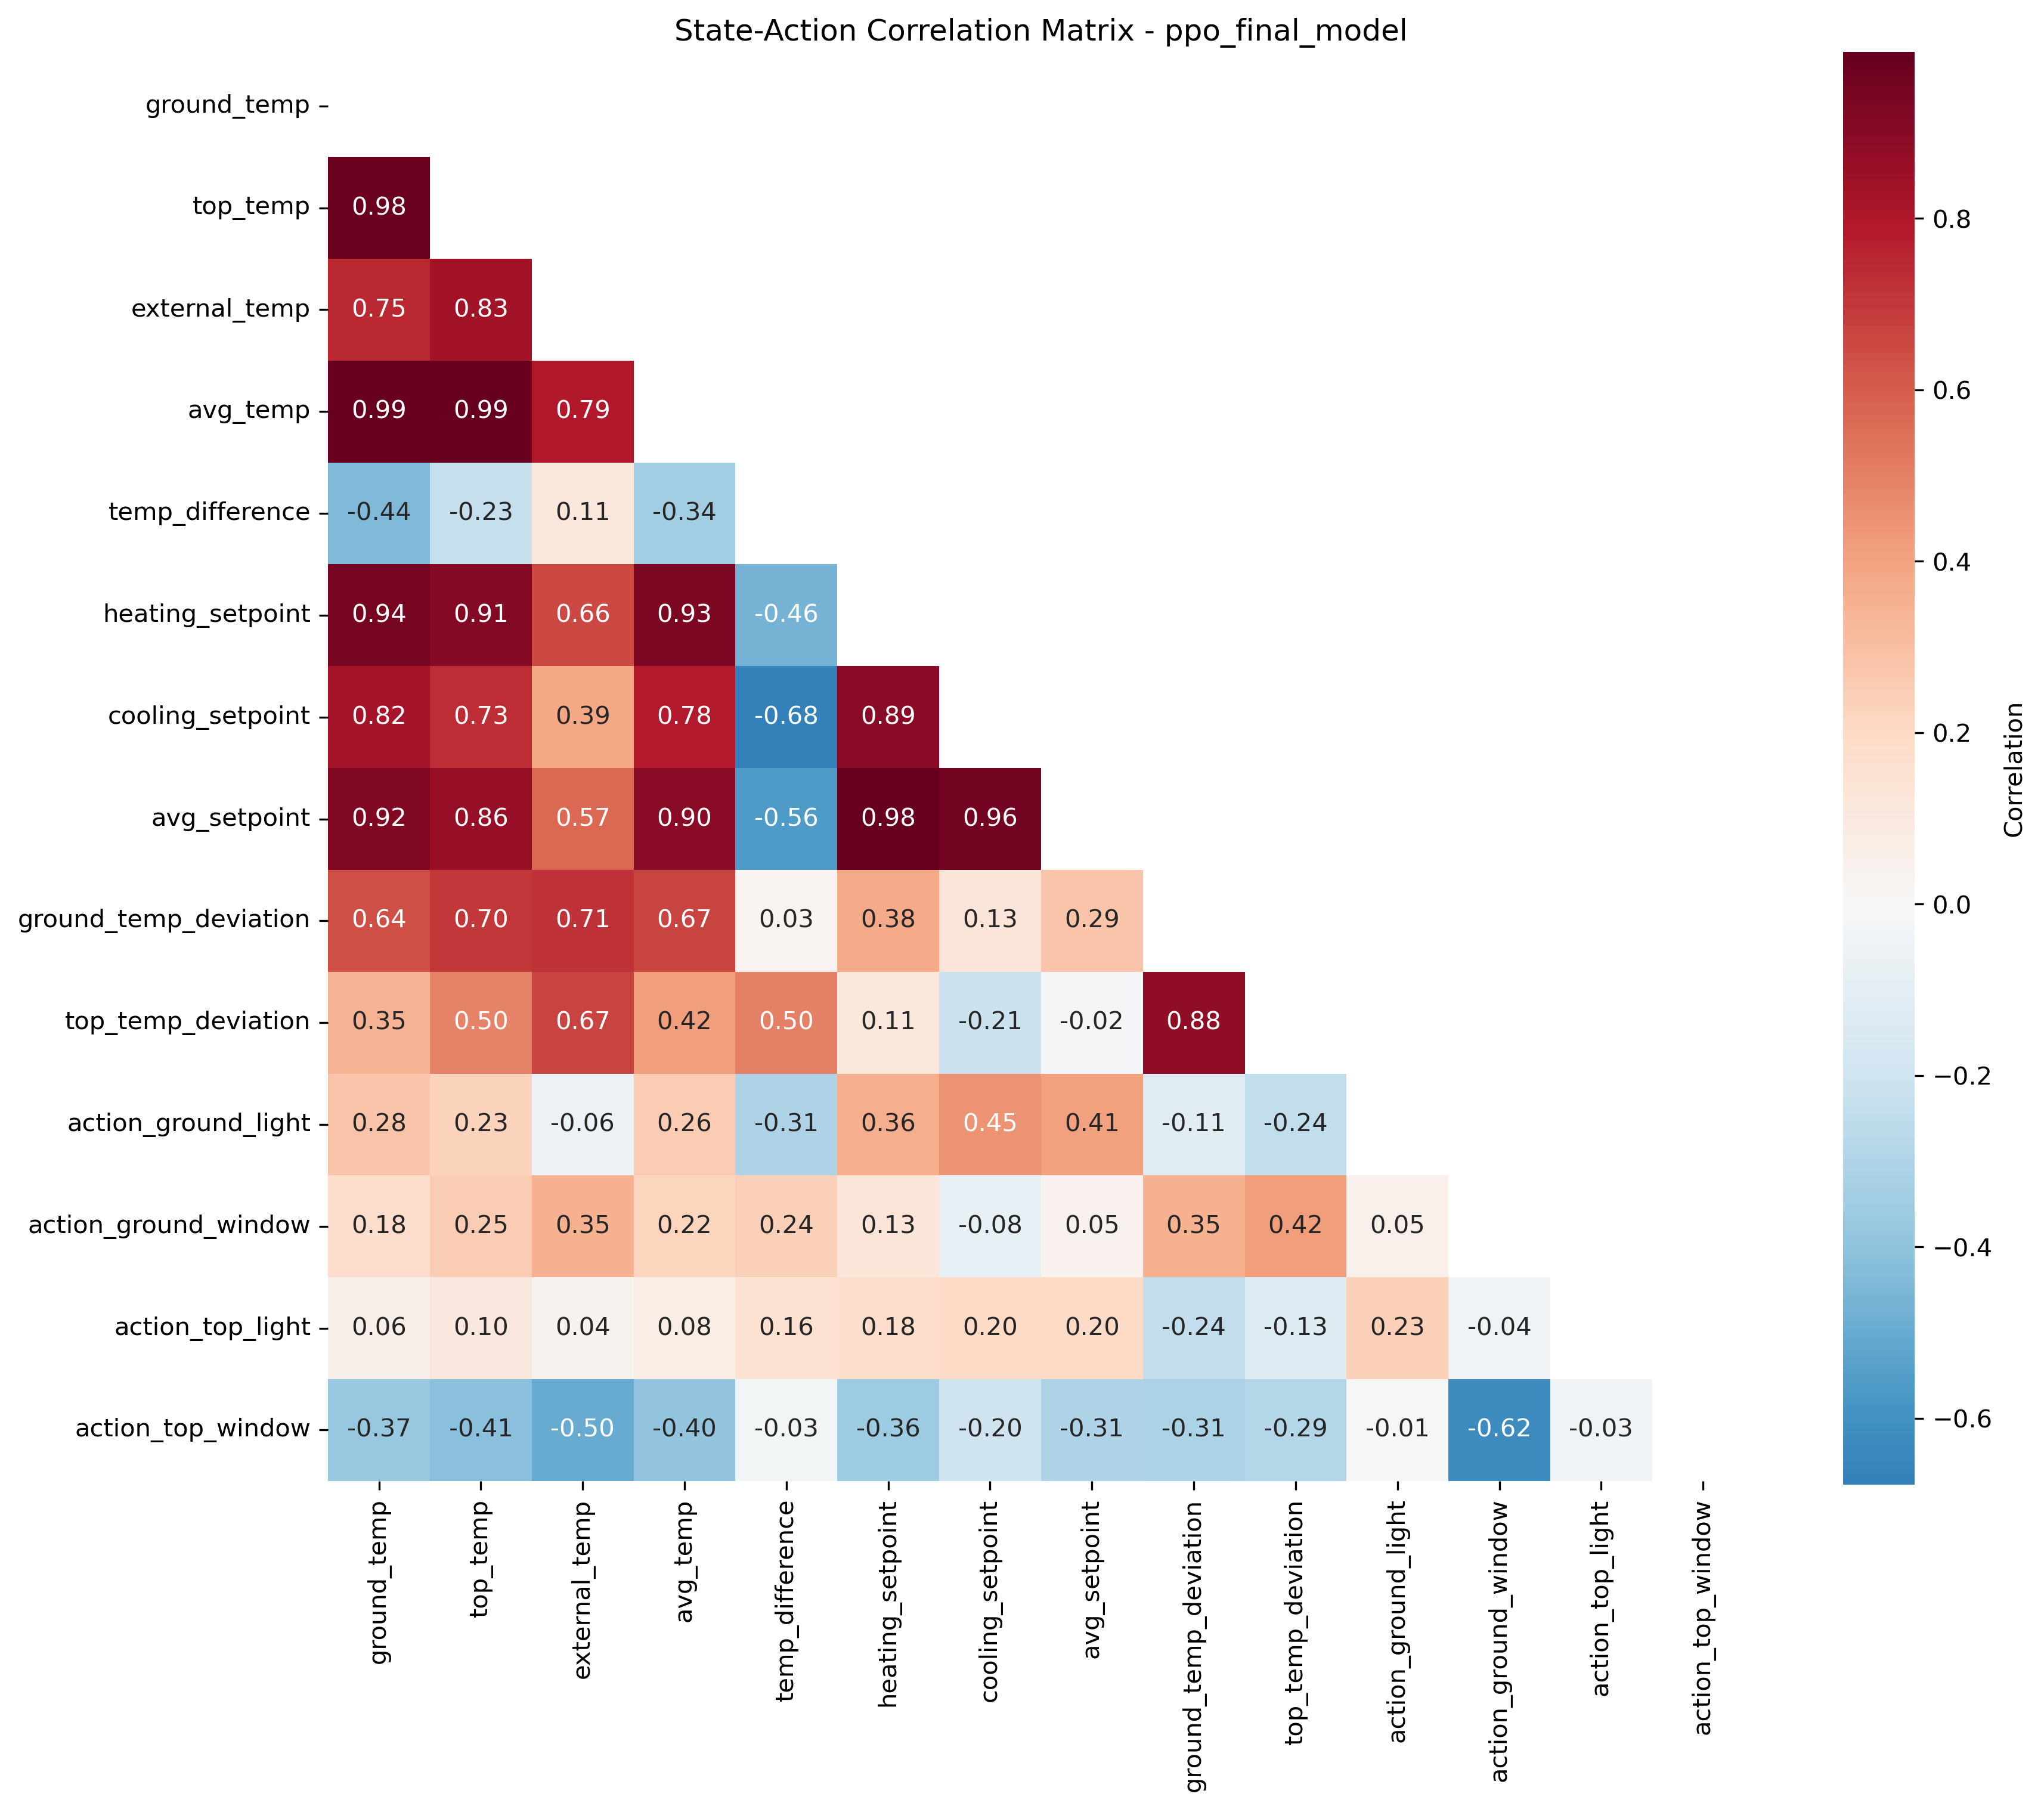 State-Action Correlation Matrix - ppo_final_model
ground_temp
top_temp 0.98
external_temp 0.75 0.83
avg_temp 0.99 0.99 0.79
temp_difference -0.44 -0.23 0.11 -0.34
heating_setpoint 0.94 0.91 0.66 0.93 -0.46
cooling_setpoint 0.82 0.73 0.39 0.78 -0.68 0.89
avg_setpoint 0.92 0.86 0.57 0.90 -0.56 0.98 0.96
ground_temp_deviation 0.64 0.70 0.71 0.67 0.03 0.38 0.13 0.29
top_temp_deviation 0.35 0.50 0.67 0.42 0.50 0.11 -0.21 -0.02 0.88
action_ground_light 0.28 0.23 -0.06 0.26 -0.31 0.36 0.45 0.41 -0.11 -0.24
action_ground_window 0.18 0.25 0.35 0.22 0.24 0.13 -0.08 0.05 0.35 0.42 0.05
action_top_light 0.06 0.10 0.04 0.08 0.16 0.18 0.20 0.20 -0.24 -0.13 0.23 -0.04
action_top_window -0.37 -0.41 -0.50 -0.40 -0.03 -0.36 -0.20 -0.31 -0.31 -0.29 -0.01 -0.62 -0.03
ground_temp
top_temp
external_temp
avg_temp
temp_difference
heating_setpoint
cooling_setpoint
avg_setpoint
ground_temp_deviation
top_temp_deviation
action_ground_light
action_ground_window
action_top_light
action_top_window
0.8
0.6
0.4
0.2
0.0
−0.2
−0.4
−0.6
Correlation